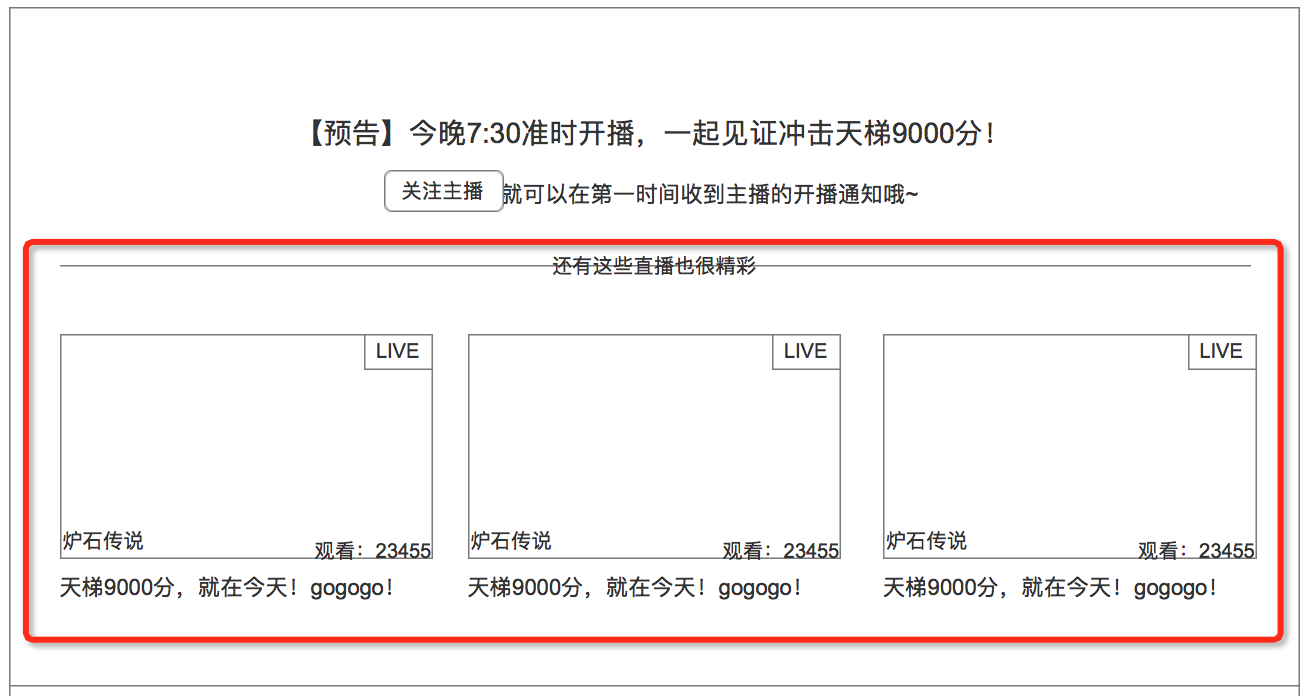 【预告】今晚7:30准时开播，一起见证冲击天梯9000分！
关注主播 就可以在第一时间收到主播的开播通知哦~
还有这些直播也很精彩
LIVE
LIVE
LIVE
炉石传说
观看：23455
炉石传说
观看：23455
炉石传说
观看：23455
天梯9000分，就在今天！gogogo！
天梯9000分，就在今天！gogogo！
天梯9000分，就在今天！gogogo！